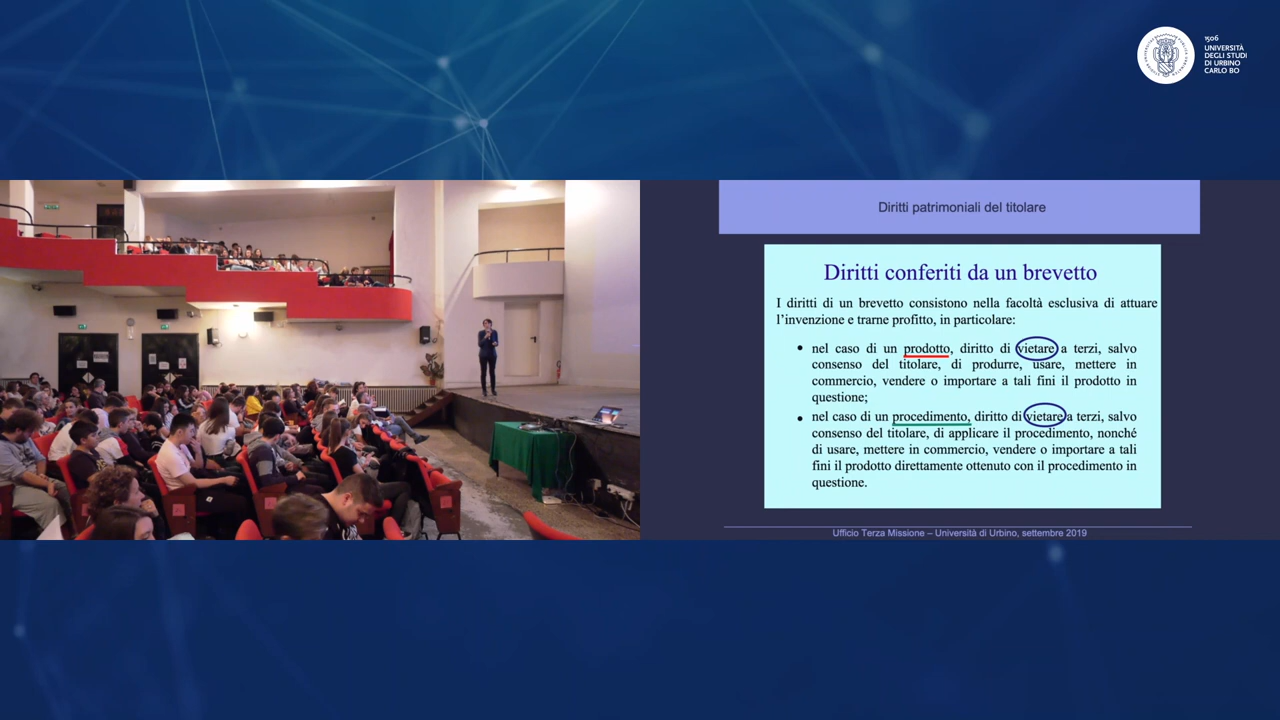 1506
UNIVERSITÀ
DEGLI STUDI
DI URBINO
CARLO BO
Diritti patrimoniali del titolare
Diritti conferiti da un brevetto
I diritti di un brevetto consistono nella facoltà esclusiva di attuare
l'invenzione e trarne profitto, in particolare:
• nel caso di un prodotto, diritto di vietare a terzi, salvo
consenso del titolare, di produrre, usare, mettere in
commercio, vendere o importare a tali fini il prodotto in
questione;
• nel caso di un procedimento, diritto di vietare a terzi, salvo
consenso del titolare, di applicare il procedimento, nonché
di usare, mettere in commercio, vendere o importare a tali
fini il prodotto direttamente ottenuto con il procedimento in
questione.
Ufficio Terza Missione – Università di Urbino, settembre 2019